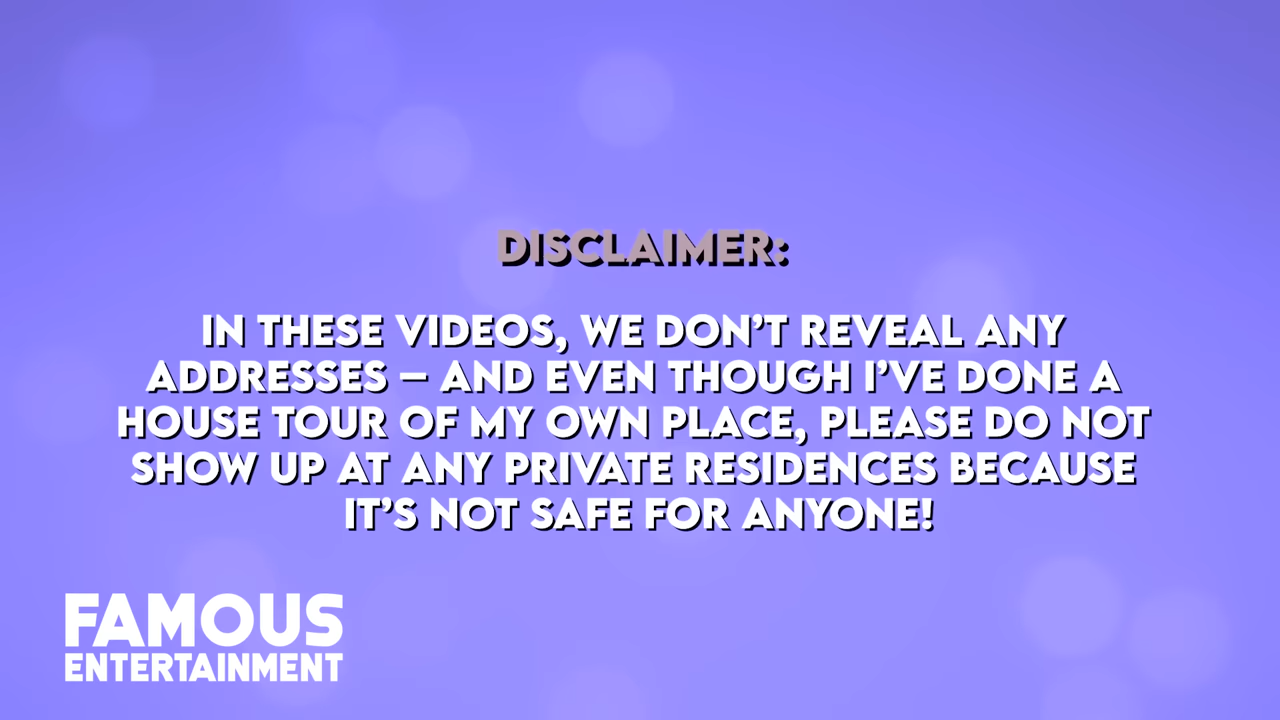 DISCLAIMER:
IN THESE VIDEOS, WE DON’T REVEAL ANY
ADDRESSES – AND EVEN THOUGH I’VE DONE A
HOUSE TOUR OF MY OWN PLACE, PLEASE DO NOT
SHOW UP AT ANY PRIVATE RESIDENCES BECAUSE
IT’S NOT SAFE FOR ANYONE!
FAMOUS
ENTERTAINMENT